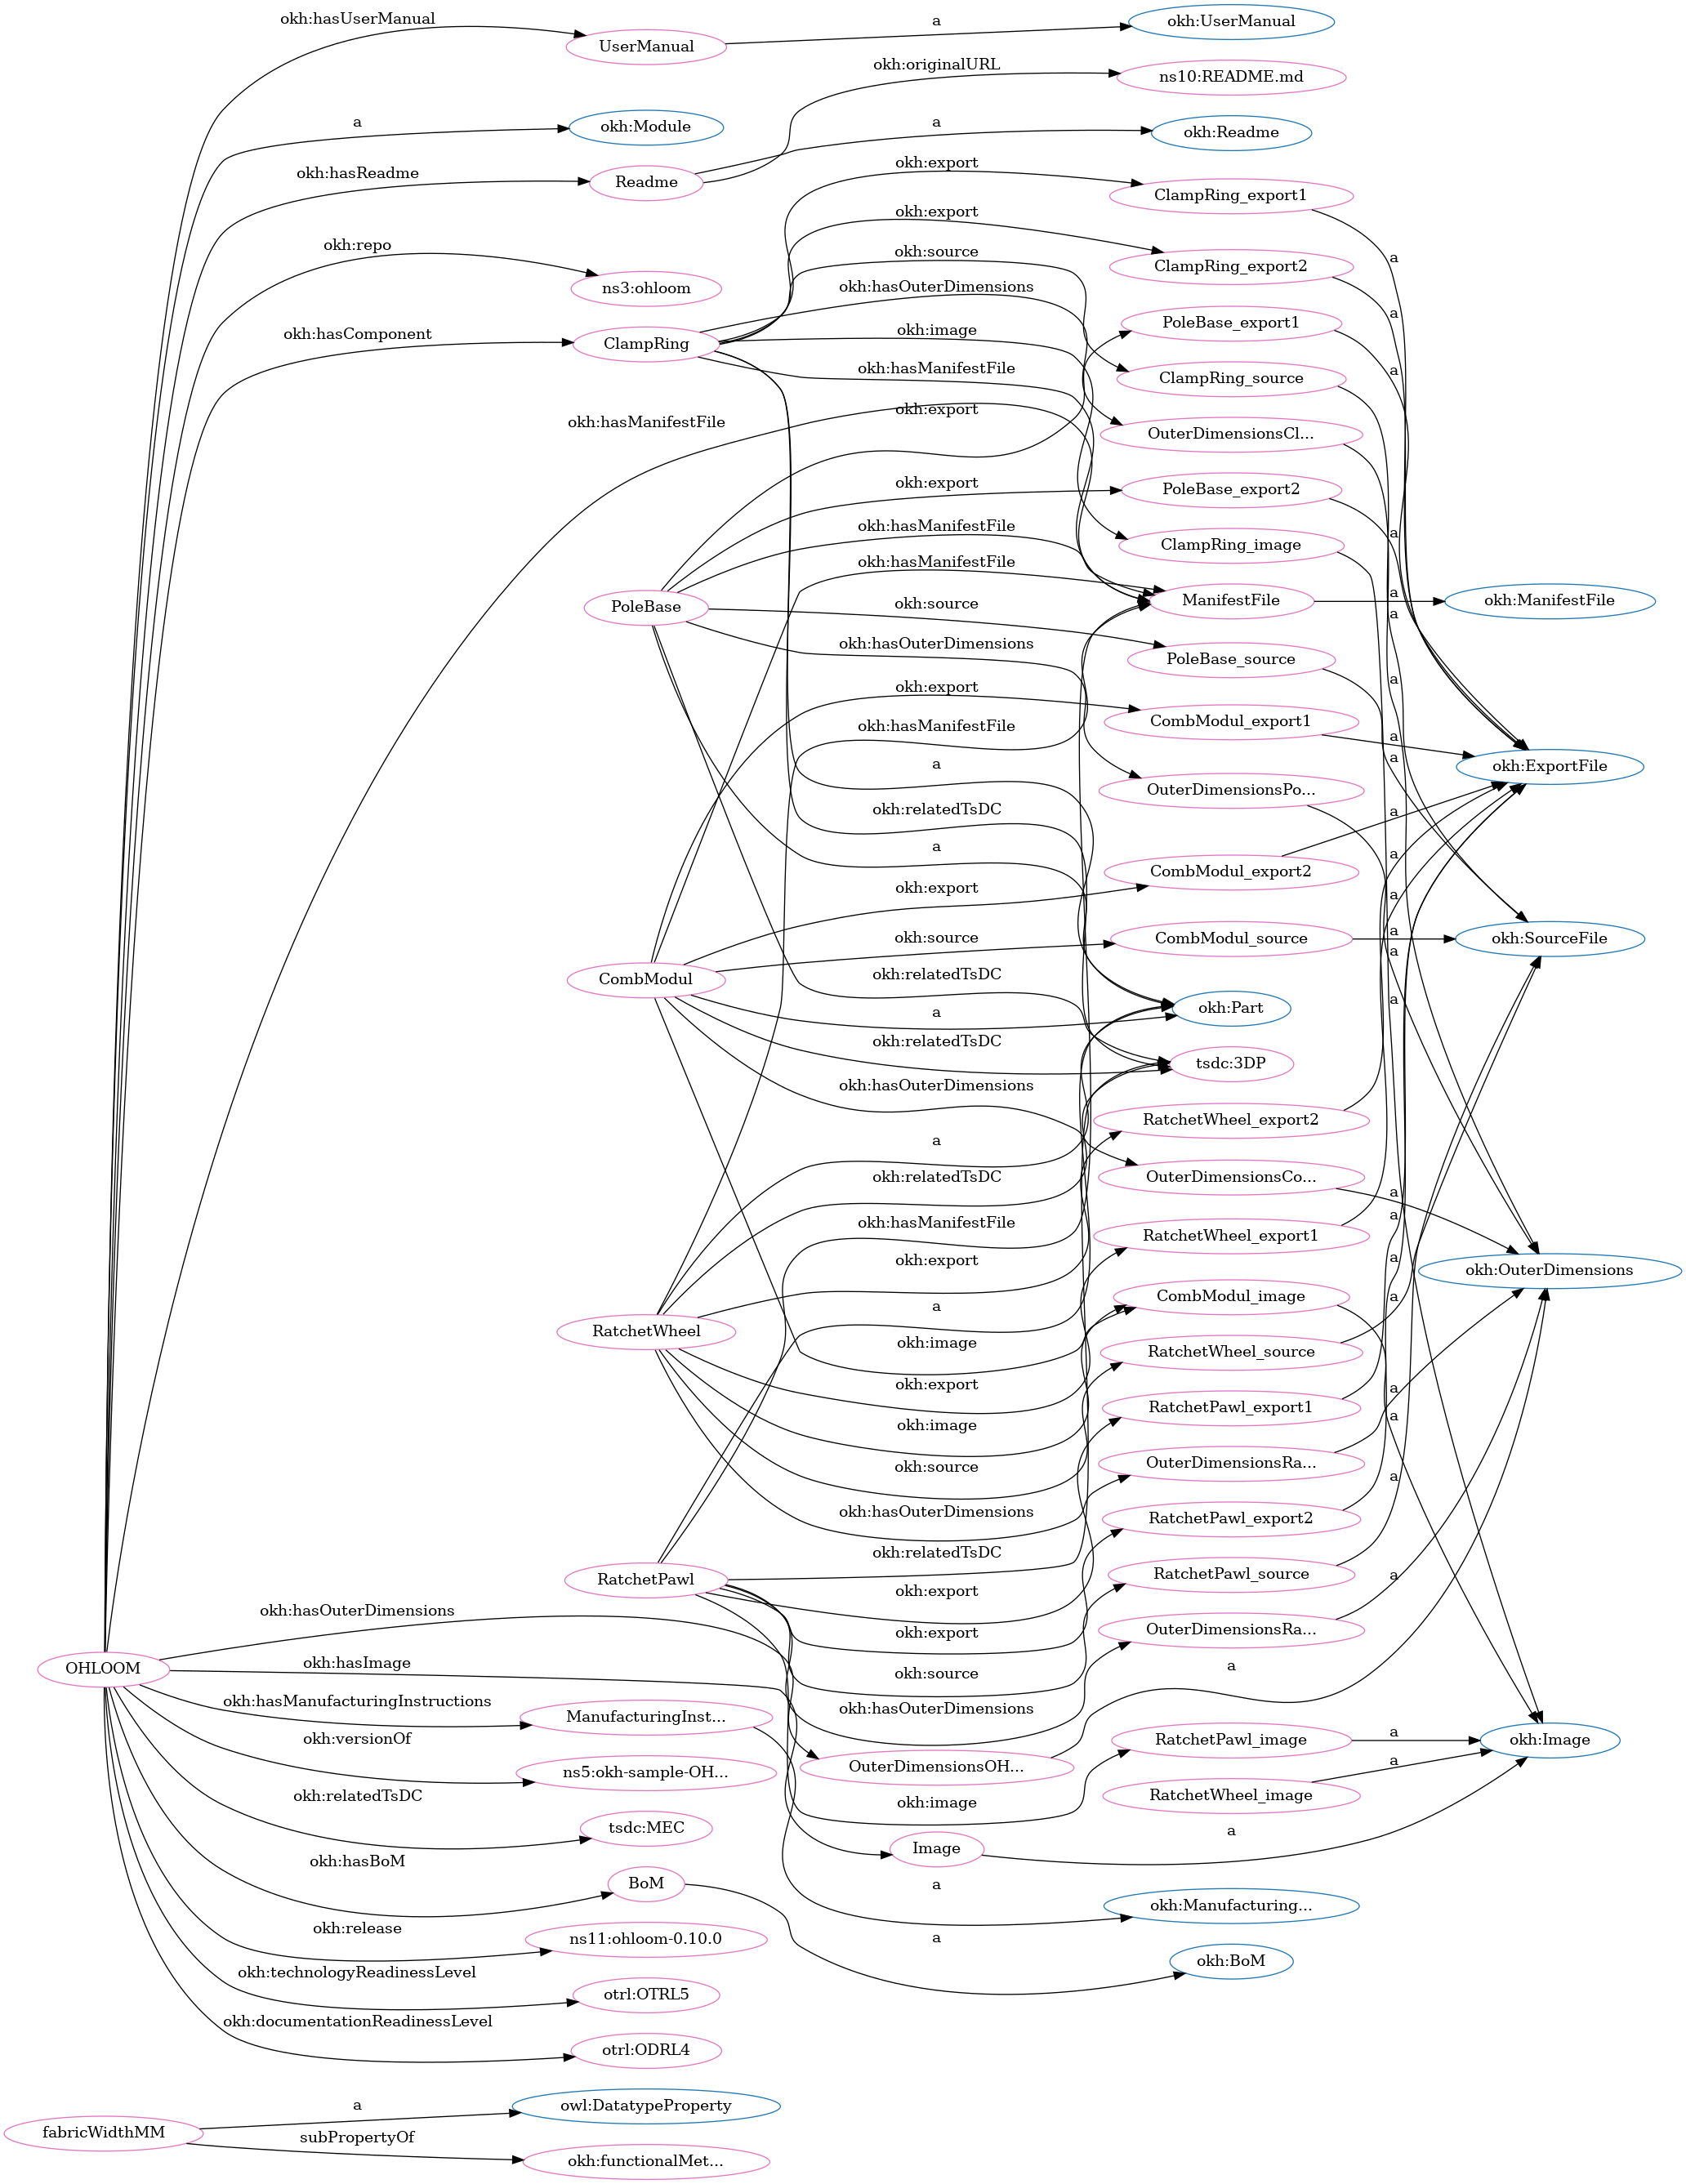 okh:hasUserManual
UserManual
a
okh:UserManual
okh:originalURL
ns10:README.md
a
okh:Module
a
okh:Readme
okh:hasReadme
Readme
okh:export
ClampRing_export1
okh:export
okh:repo
okh:source
a
ClampRing_export2
ns3:ohloom
okh:hasOuterDimensions
a
PoleBase_export1
okh:hasComponent
ClampRing
okh:image
okh:hasManifestFile
a
ClampRing_source
okh:hasManifestFile
okh:export
OuterDimensionsCl...
okh:export
PoleBase_export2
okh:hasManifestFile
a
ClampRing_image
okh:hasManifestFile
a
PoleBase
okh:source
ManifestFile
okh:ManifestFile
a
okh:hasOuterDimensions
PoleBase_source
okh:export
a
CombModul_export1
okh:hasManifestFile
a
a
a
okh:ExportFile
OuterDimensionsPo...
okh:relatedTsDC
a
a
a
CombModul_export2
okh:export
a
okh:source
CombModul_source
a
okh:SourceFile
a
CombModul
okh:relatedTsDC
a
a
okh:Part
okh:relatedTsDC
tsdc:3DP
okh:hasOuterDimensions
RatchetWheel_export2
a
okh:relatedTsDC
OuterDimensionsCo...
a
okh:hasManifestFile
a
RatchetWheel_export1
okh:export
a
okh:OuterDimensions
a
CombModul_image
a
RatchetWheel
okh:image
RatchetWheel_source
okh:export
a
RatchetPawl_export1
okh:image
a
okh:source
OuterDimensionsRa...
a
okh:hasOuterDimensions
RatchetPawl_export2
okh:relatedTsDC
RatchetPawl
okh:export
RatchetPawl_source
a
okh:hasOuterDimensions
okh:export
OuterDimensionsRa...
OHLOOM
okh:hasImage
okh:source
a
okh:hasManufacturingInstructions
ManufacturingInst...
okh:hasOuterDimensions
okh:versionOf
RatchetPawl_image
a
okh:Image
ns5:okh-sample-OH...
OuterDimensionsOH...
a
okh:relatedTsDC
okh:image
RatchetWheel_image
tsdc:MEC
Image
a
okh:hasBoM
BoM
a
okh:Manufacturing...
okh:release
ns11:ohloom-0.10.0
a
okh:BoM
okh:technologyReadinessLevel
otrl:OTRL5
okh:documentationReadinessLevel
otrl:ODRL4
a
owl:DatatypeProperty
fabricWidthMM
subPropertyOf
okh:functionalMet...